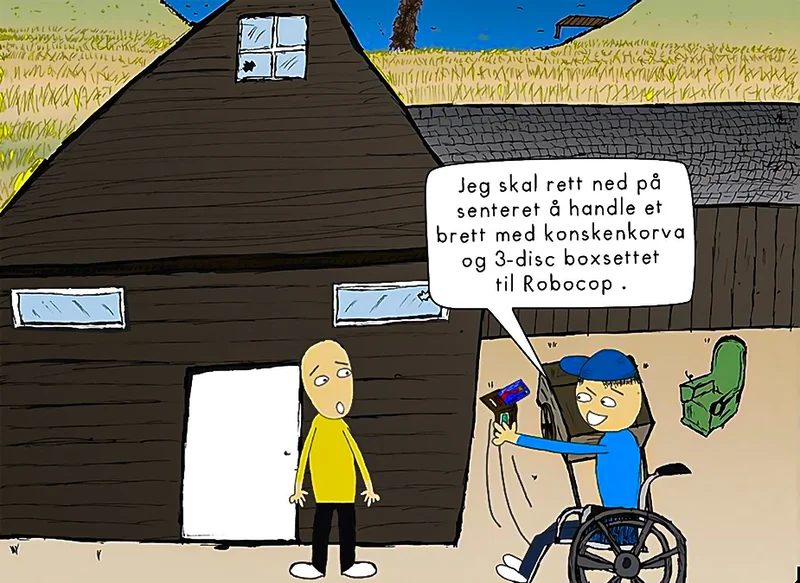 Jeg skal rett ned på
senteret å handle et
brett med konskenkorva
og 3-disc boxsettet
til Robocop .